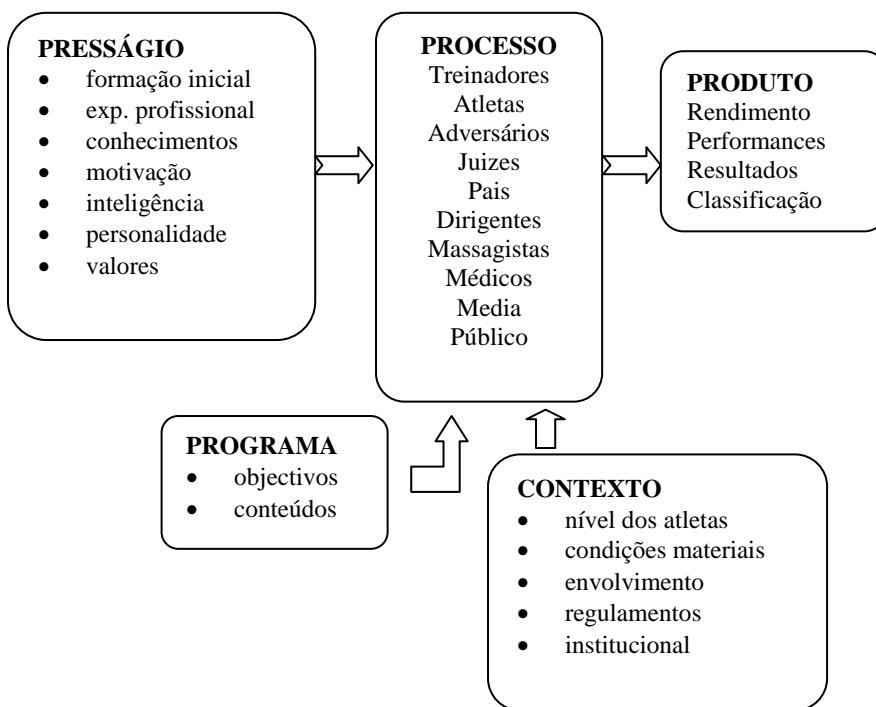 PRESSÁGIO
• formação inicial
• exp. profissional
• conhecimentos
• motivação
• inteligência
• personalidade
• valores
PROCESSO
Treinadores
Atletas
Adversários
Juizes
Pais
Dirigentes
Massagistas
Médicos
Media
Público
PRODUTO
Rendimento
Performances
Resultados
Classificação
PROGRAMA
• objectivos
• conteúdos
CONTEXTO
• nível dos atletas
• condições materiais
• envolvimento
• regulamentos
• institucional